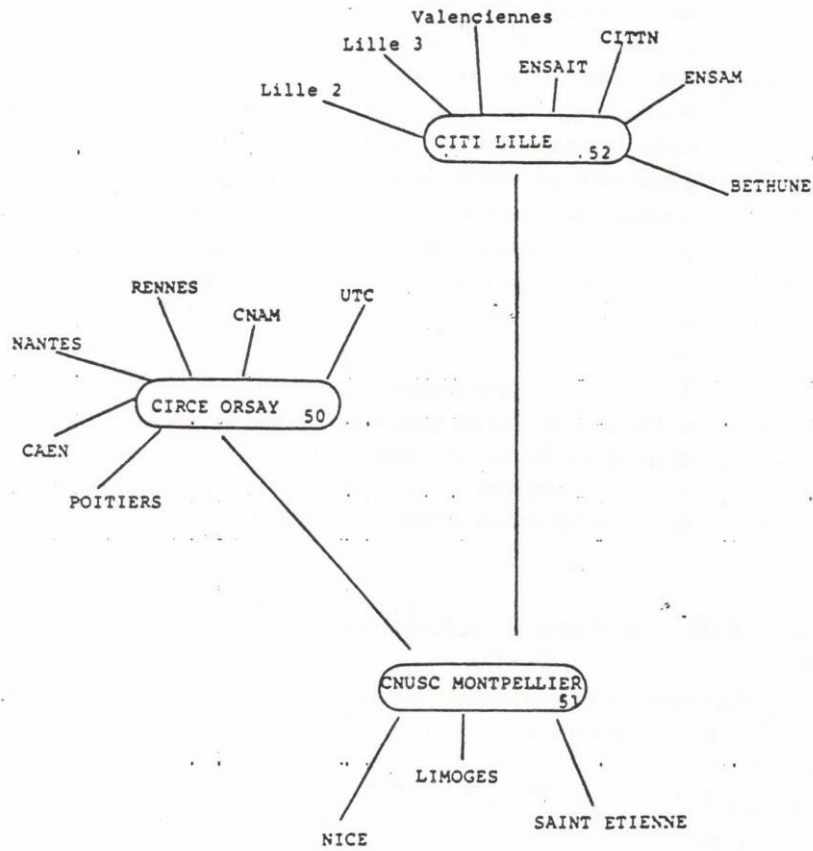 Valenciennes
Lille 3
CITTN
ENSAIT
ENSAM
Lille 2
CITI LILLE
52
BETHUNE
RENNES
UTC
CNAM
NANTES
CIRCE ORSAY
50
CAEN
POITIERS
CNUSC MONTPELLIER
51
LIMOGES
SAINT ETIENNE
NICE